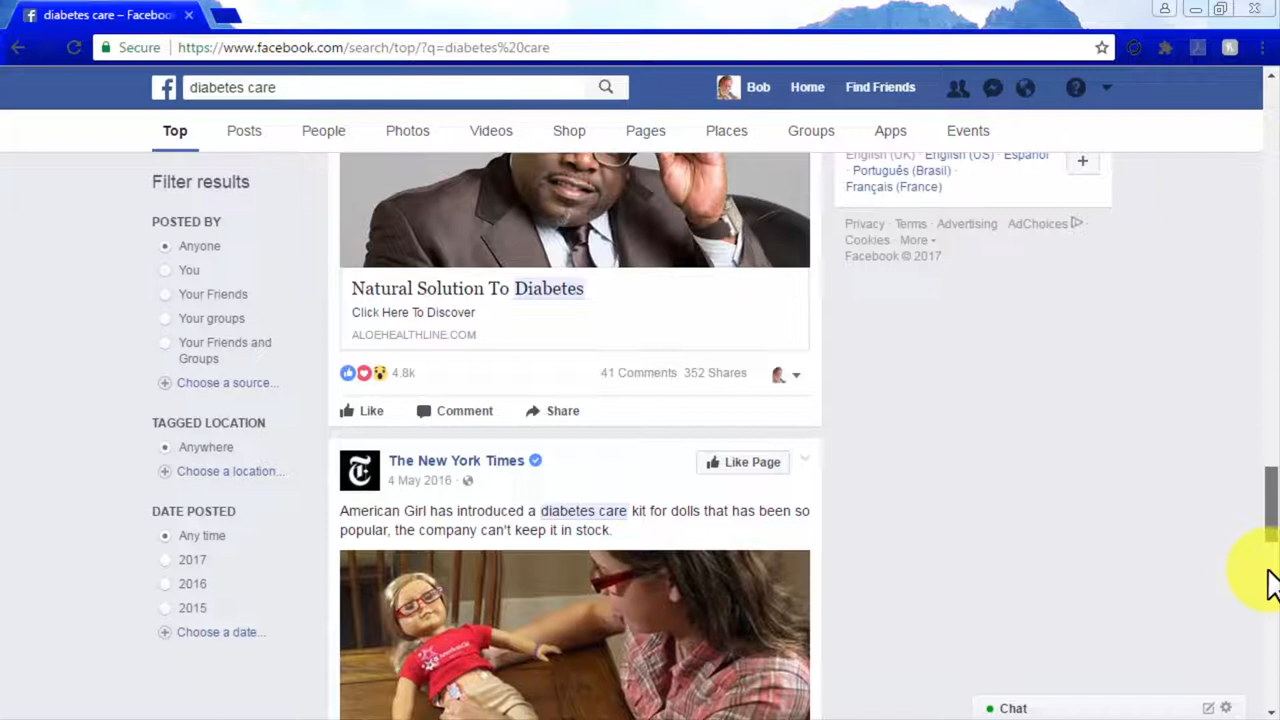 diabetes care – Faceboo
Secure https://www.facebook.com/search/top/?q=diabetes%20care
diabetes care
Bob Home Find Friends
Top Posts People Photos Videos Shop Pages Places Groups Apps Events
Filter results
POSTED BY
Anyone
You
Your Friends
Your groups
Your Friends and
Groups
Choose a source...
TAGGED LOCATION
Anywhere
Choose a location...
DATE POSTED
Any time
2017
2016
2015
Choose a date...
Natural Solution To Diabetes
Click Here To Discover
ALOEHEALTHLINE.COM
4.8k 41 Comments 352 Shares
Like Comment Share
The New York Times
Like Page
4 May 2016
American Girl has introduced a diabetes care kit for dolls that has been so
popular, the company can't keep it in stock.
English (UK) · English (US) · Español
· Português (Brasil) ·
Français (France)
Privacy · Terms · Advertising · AdChoices ·
Cookies · More
Facebook © 2017
Chat